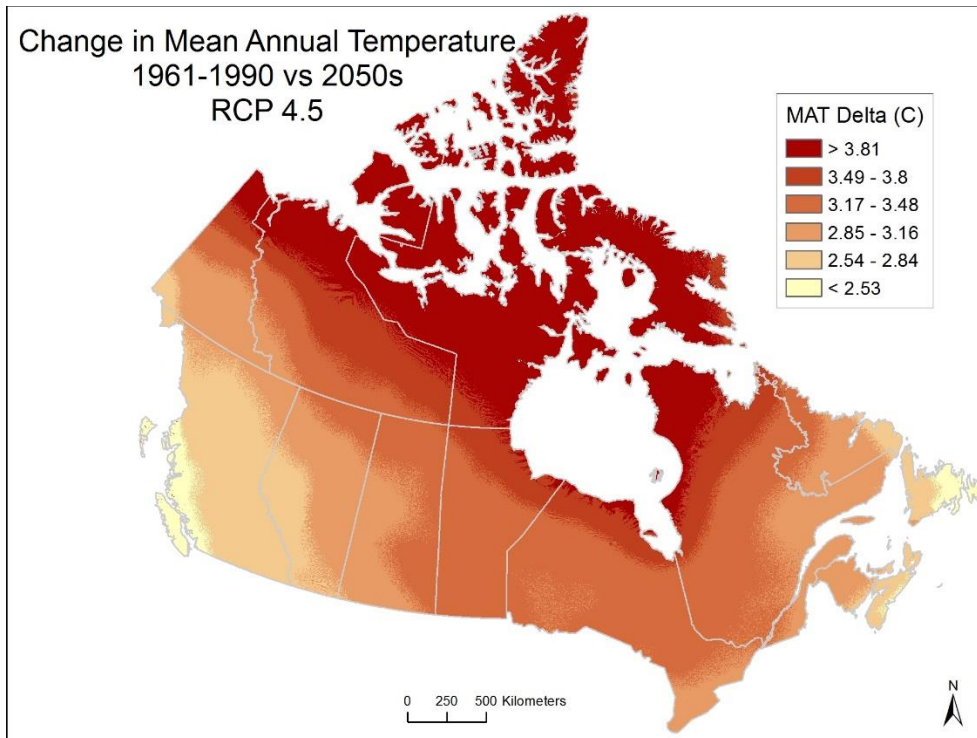 Change in Mean Annual Temperature
1961-1990 vs 2050s
RCP 4.5
MAT Delta (C)
> 3.81
3.49 - 3.8
3.17 - 3.48
2.85 - 3.16
2.54 - 2.84
< 2.53
0 250 500 Kilometers
N